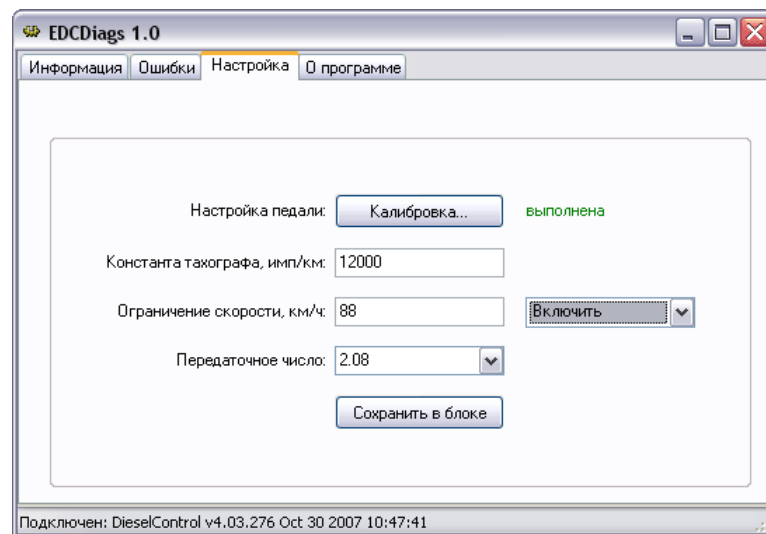 EDCDiags 1.0
Информация Ошибки Настройка О программе
Настройка педали: Калибровка... выполнена
Константа тахографа, имп/км: 12000
Ограничение скорости, км/ч: 88 Включить
Передаточное число: 2.08
Сохранить в блоке
Подключен: DieselControl v4.03.276 Oct 30 2007 10:47:41